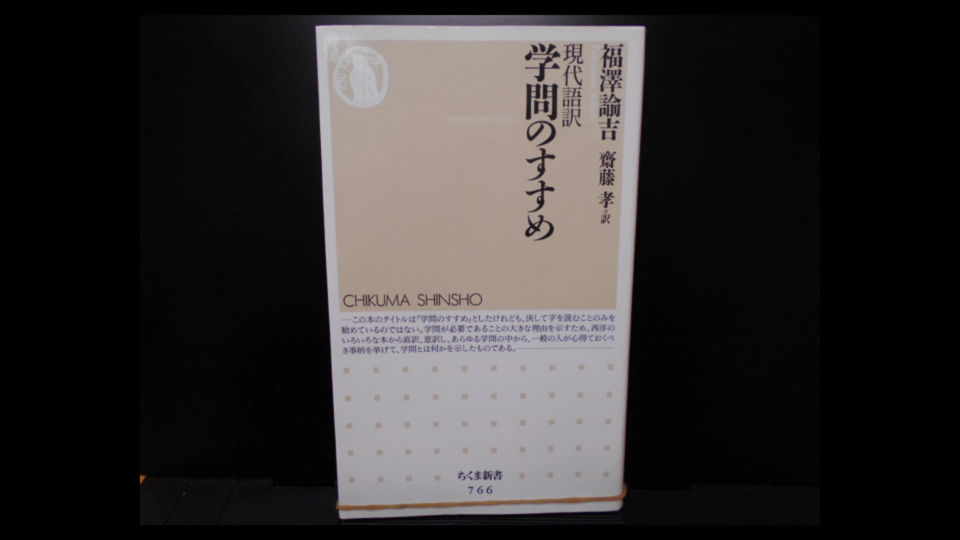 福澤諭吉 齋藤 孝=訳
現代語訳
学問のすすめ
CHIKUMA SHINSHO
―この本のタイトルは『学問のすすめ』としたけれども、決して字を読むことのみを
勧めているのではない。学問が必要であることの大きな理由を示すため、西洋の
いろいろな本から直訳、意訳し、あらゆる学問の中から、一般の人が心得ておくべ
き事柄を挙げて、学問とは何かを示したものである。―
ちくま新書
766